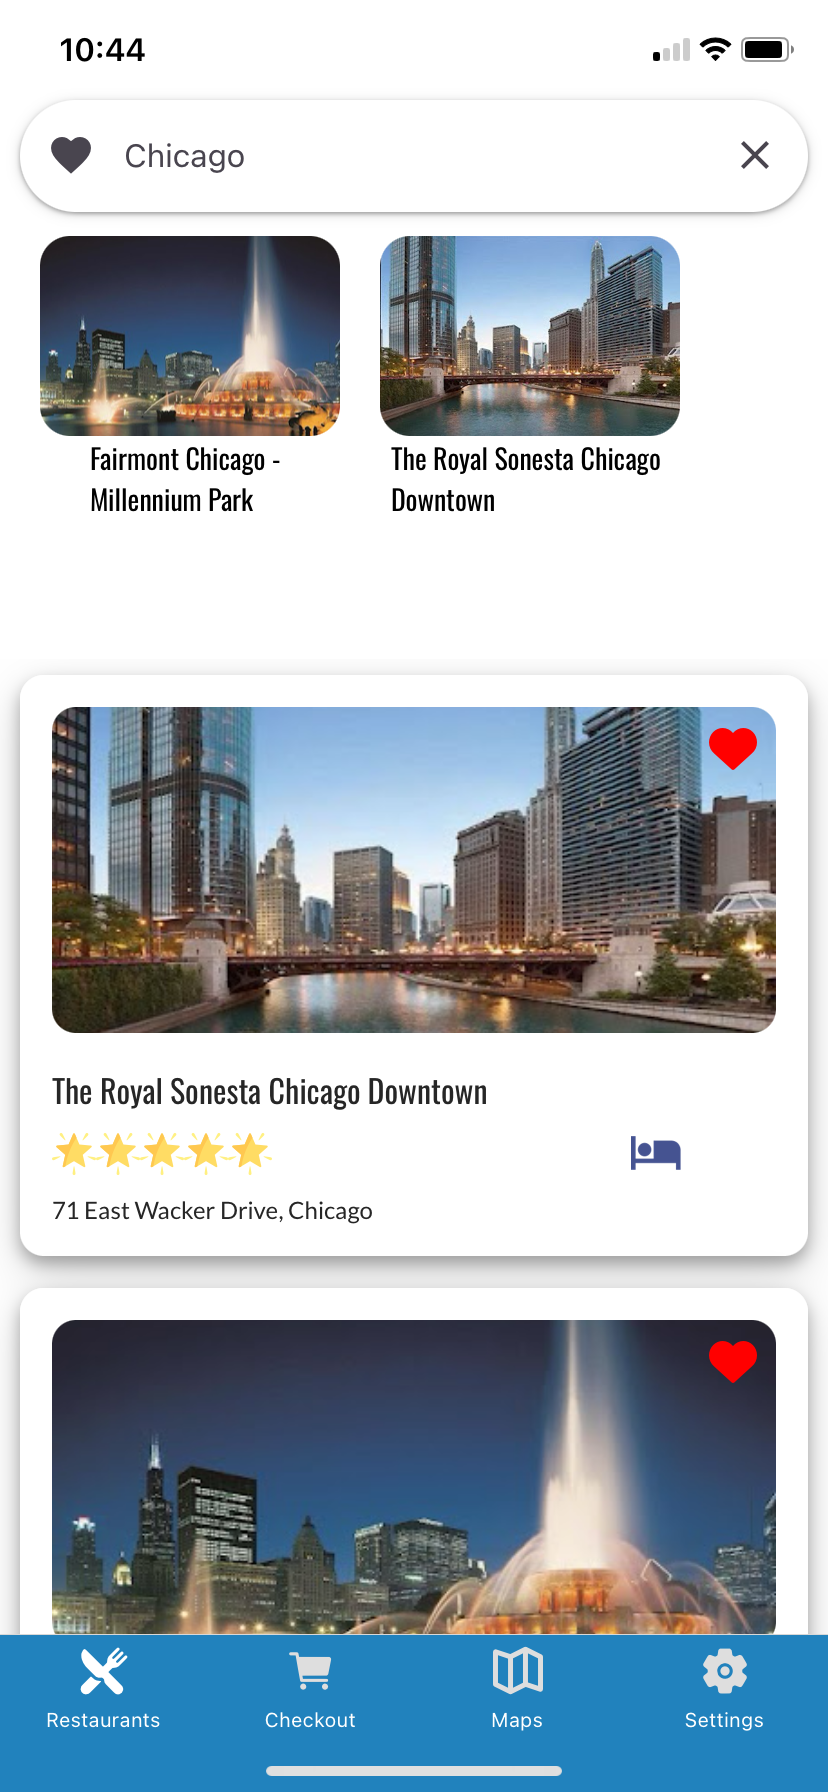 10:44
Chicago
Fairmont Chicago -
Millennium Park
The Royal Sonesta Chicago
Downtown
The Royal Sonesta Chicago Downtown
71 East Wacker Drive, Chicago
Restaurants
Checkout
Maps
Settings